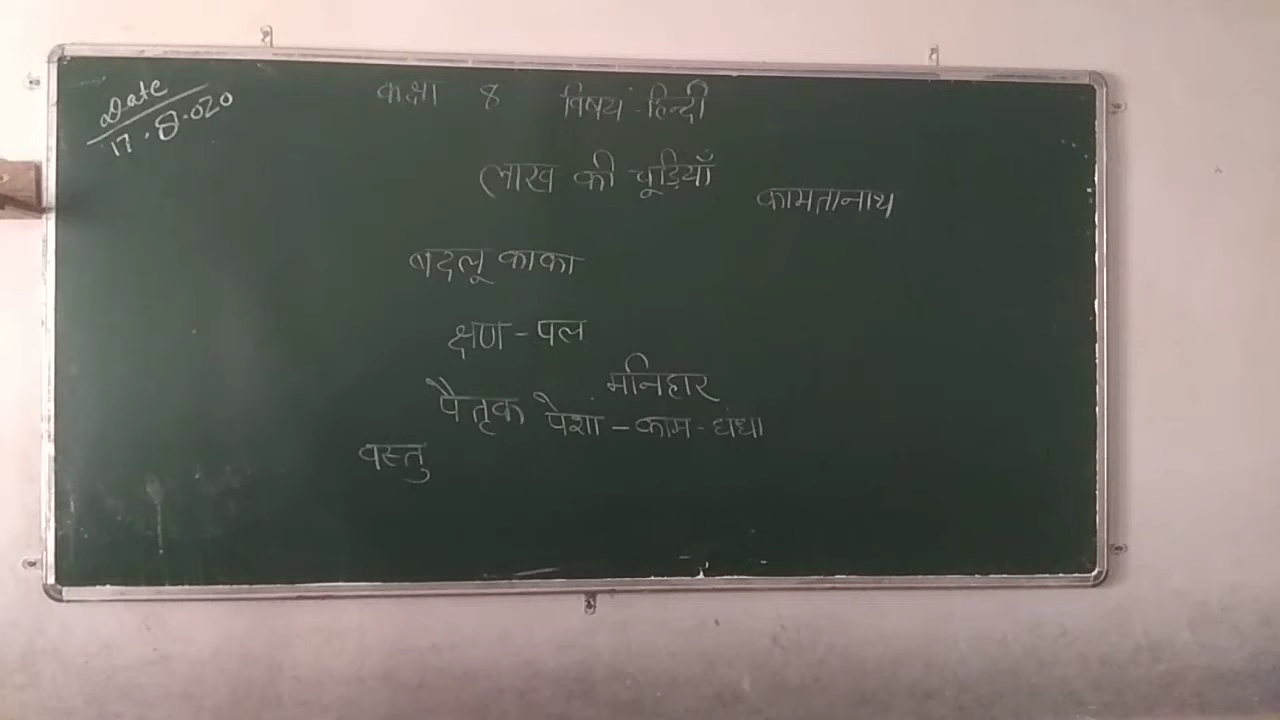 Date
17.8.020
कक्षा 8 विषय-हिन्दी
लाख की चूड़ियाँ
कामतानाथ
बदलू काका
क्षण-पल
मनिहार
पैतृक पेशा-काम-धंधा
वस्तु